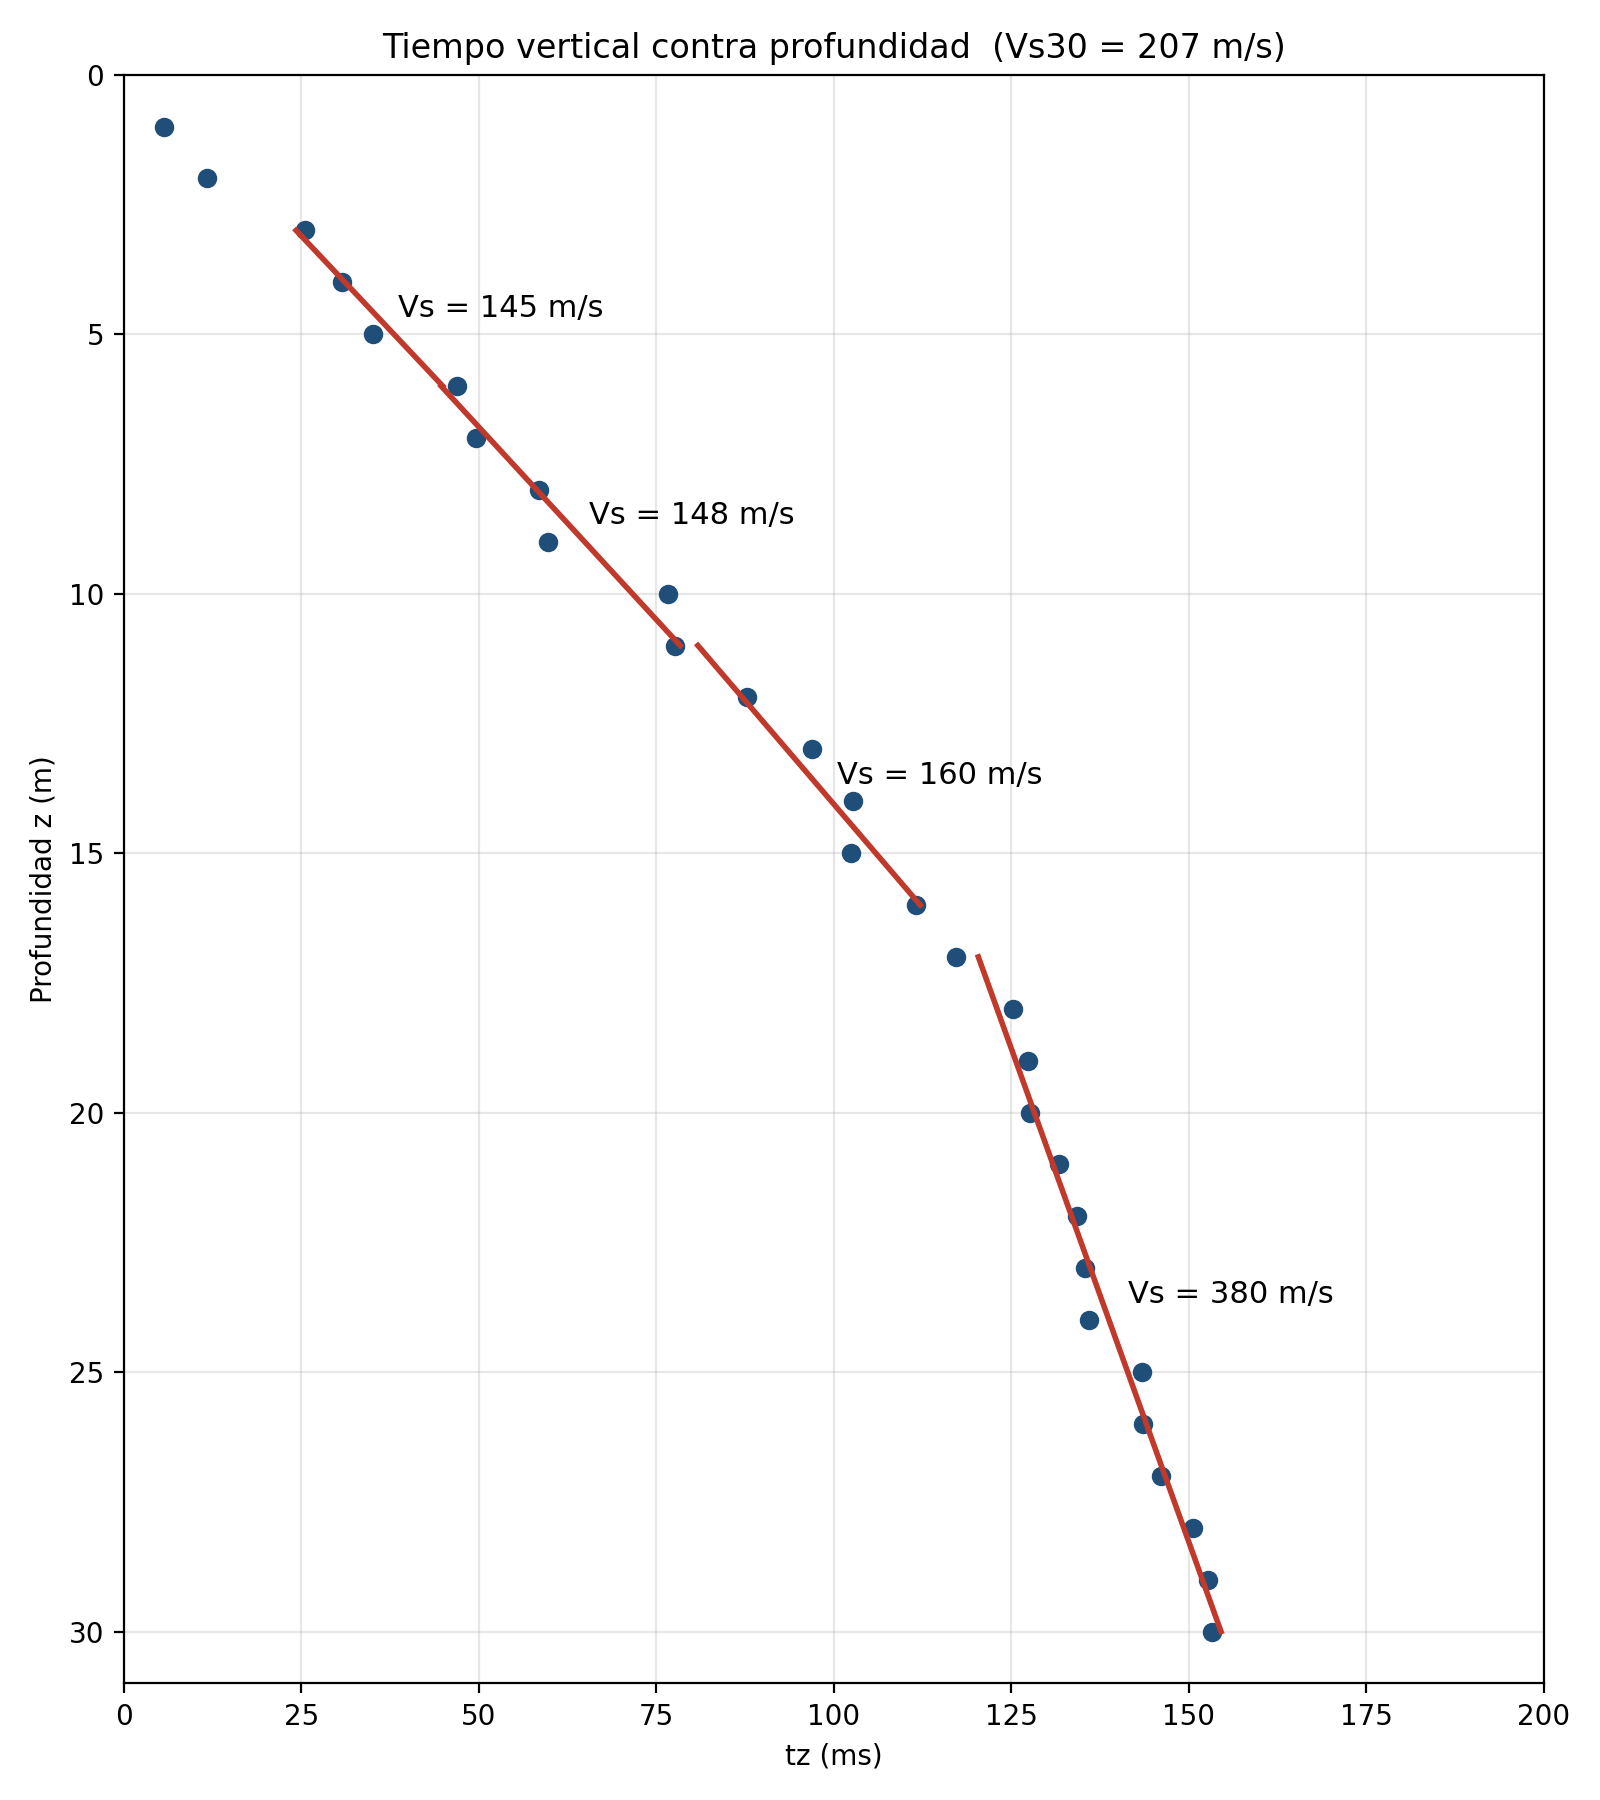 Tiempo vertical contra profundidad  (Vs30 = 207 m/s)
0
5
10
15
20
25
30
Profundidad z (m)
Vs = 145 m/s
Vs = 148 m/s
Vs = 160 m/s
Vs = 380 m/s
0 25 50 75 100 125 150 175 200
tz (ms)